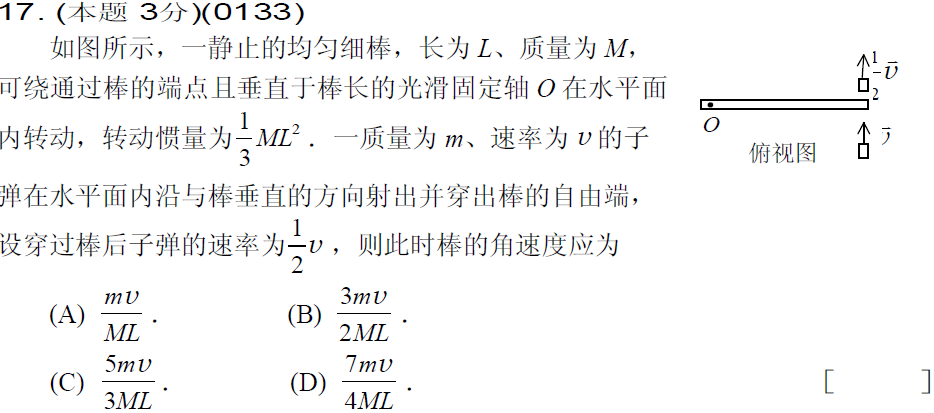 17. (本题 3分)(0133)
如图所示，一静止的均匀细棒，长为 L、质量为 M，
可绕通过棒的端点且垂直于棒长的光滑固定轴 O 在水平面
内转动，转动惯量为 1/3 ML²．一质量为 m、速率为 v 的子
弹在水平面内沿与棒垂直的方向射出并穿出棒的自由端，
设穿过棒后子弹的速率为 1/2 v，则此时棒的角速度应为
(A) mv/ML．  (B) 3mv/2ML．
(C) 5mv/3ML．  (D) 7mv/4ML．  [  ]
1/2 v⃗
O
俯视图